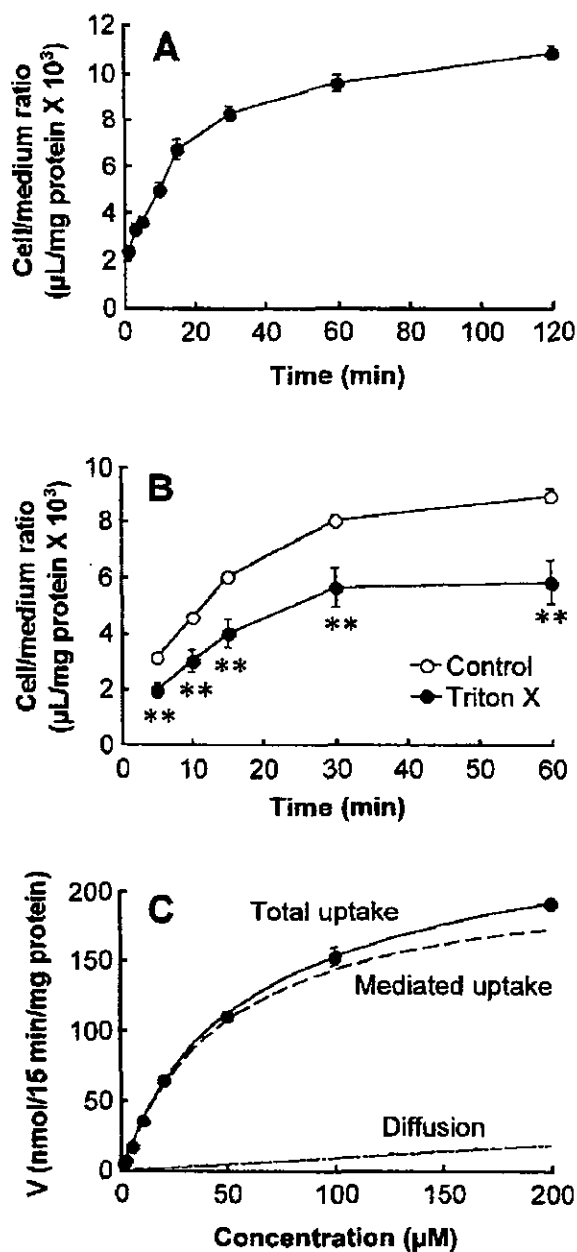 A
Cell/medium ratio
(µL/mg protein X 10³)
12
10
8
6
4
2
0
0 20 40 60 80 100 120
Time (min)
B
Cell/medium ratio
(µL/mg protein X 10³)
10
8
6
4
2
0
** ** ** ** **
Control
Triton X
0 10 20 30 40 50 60
Time (min)
C
V (nmol/15 min/mg protein)
200
150
100
50
0
Total uptake
Mediated uptake
Diffusion
0 50 100 150 200
Concentration (µM)